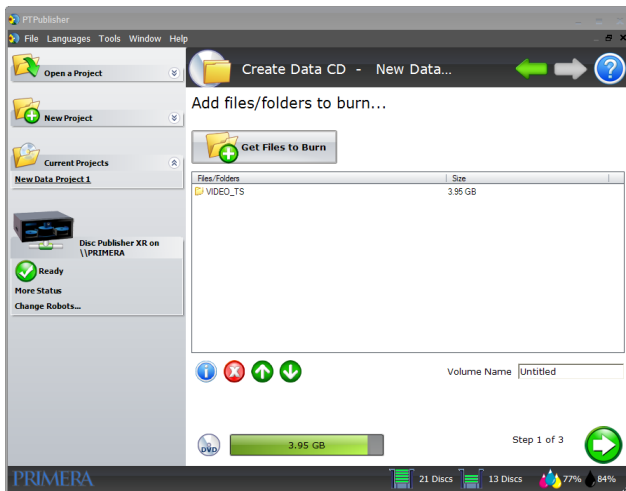 PTPublisher
File Languages Tools Window Help
Open a Project
New Project
Current Projects
New Data Project 1
Disc Publisher XR on
\\PRIMERA
Ready
More Status
Change Robots...
Create Data CD - New Data...
?
Add files/folders to burn...
Get Files to Burn
Files/Folders Size
VIDEO_TS 3.95 GB
i
Volume Name Untitled
DVD 3.95 GB
Step 1 of 3
PRIMERA 21 Discs 13 Discs 77% 84%